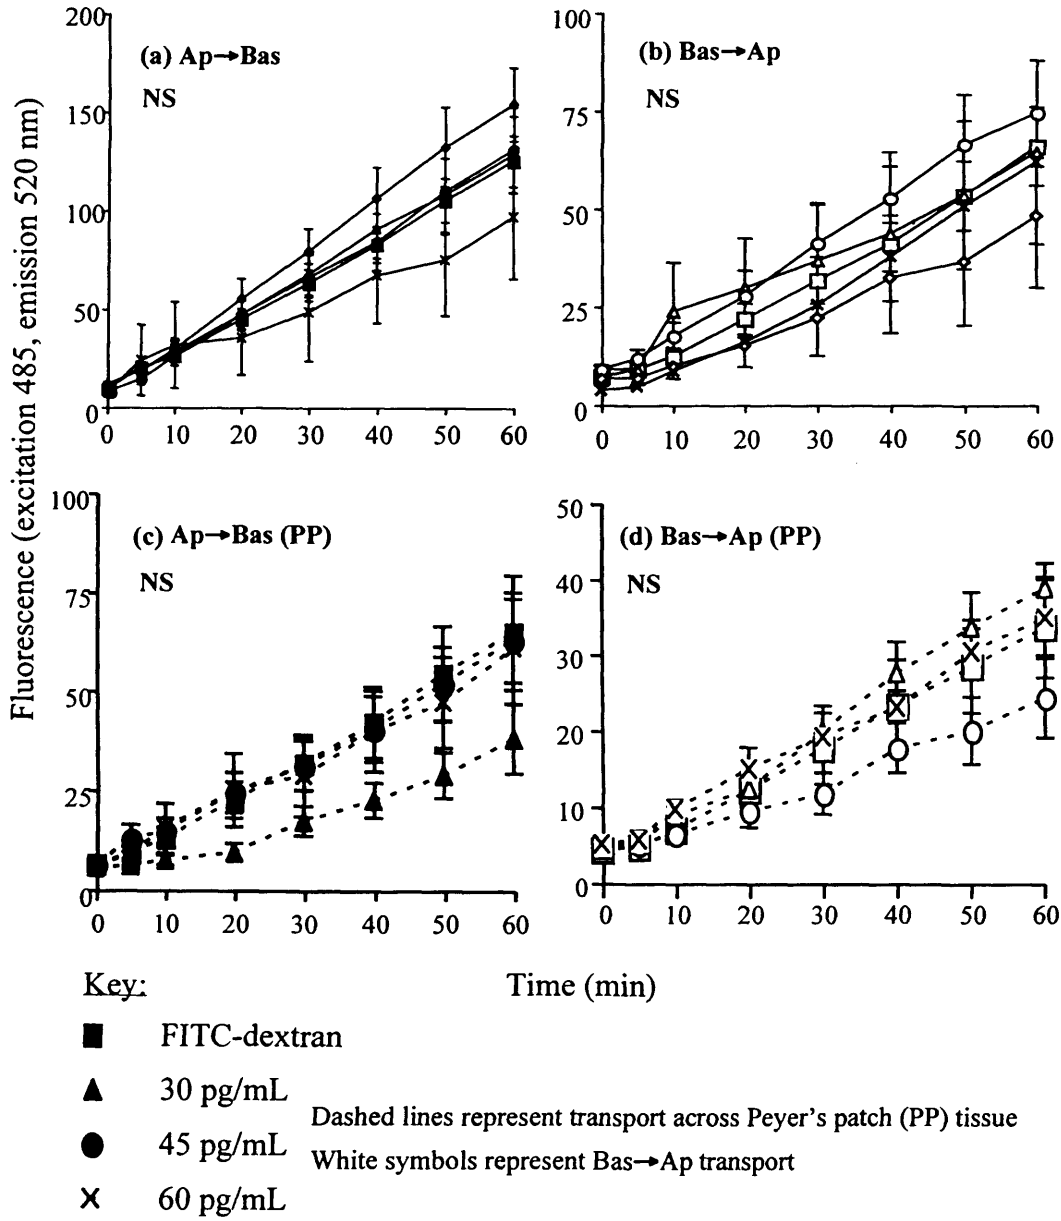 Fluorescence (excitation 485, emission 520 nm)
(a) Ap→Bas
NS
200
150
100
50
0
0 10 20 30 40 50 60
(b) Bas→Ap
NS
100
75
50
25
0
0 10 20 30 40 50 60
(c) Ap→Bas (PP)
NS
100
75
50
25
0
0 10 20 30 40 50 60
(d) Bas→Ap (PP)
NS
50
40
30
20
10
0
0 10 20 30 40 50 60
Time (min)
Key:
FITC-dextran
30 pg/mL
45 pg/mL
60 pg/mL
Dashed lines represent transport across Peyer's patch (PP) tissue
White symbols represent Bas→Ap transport